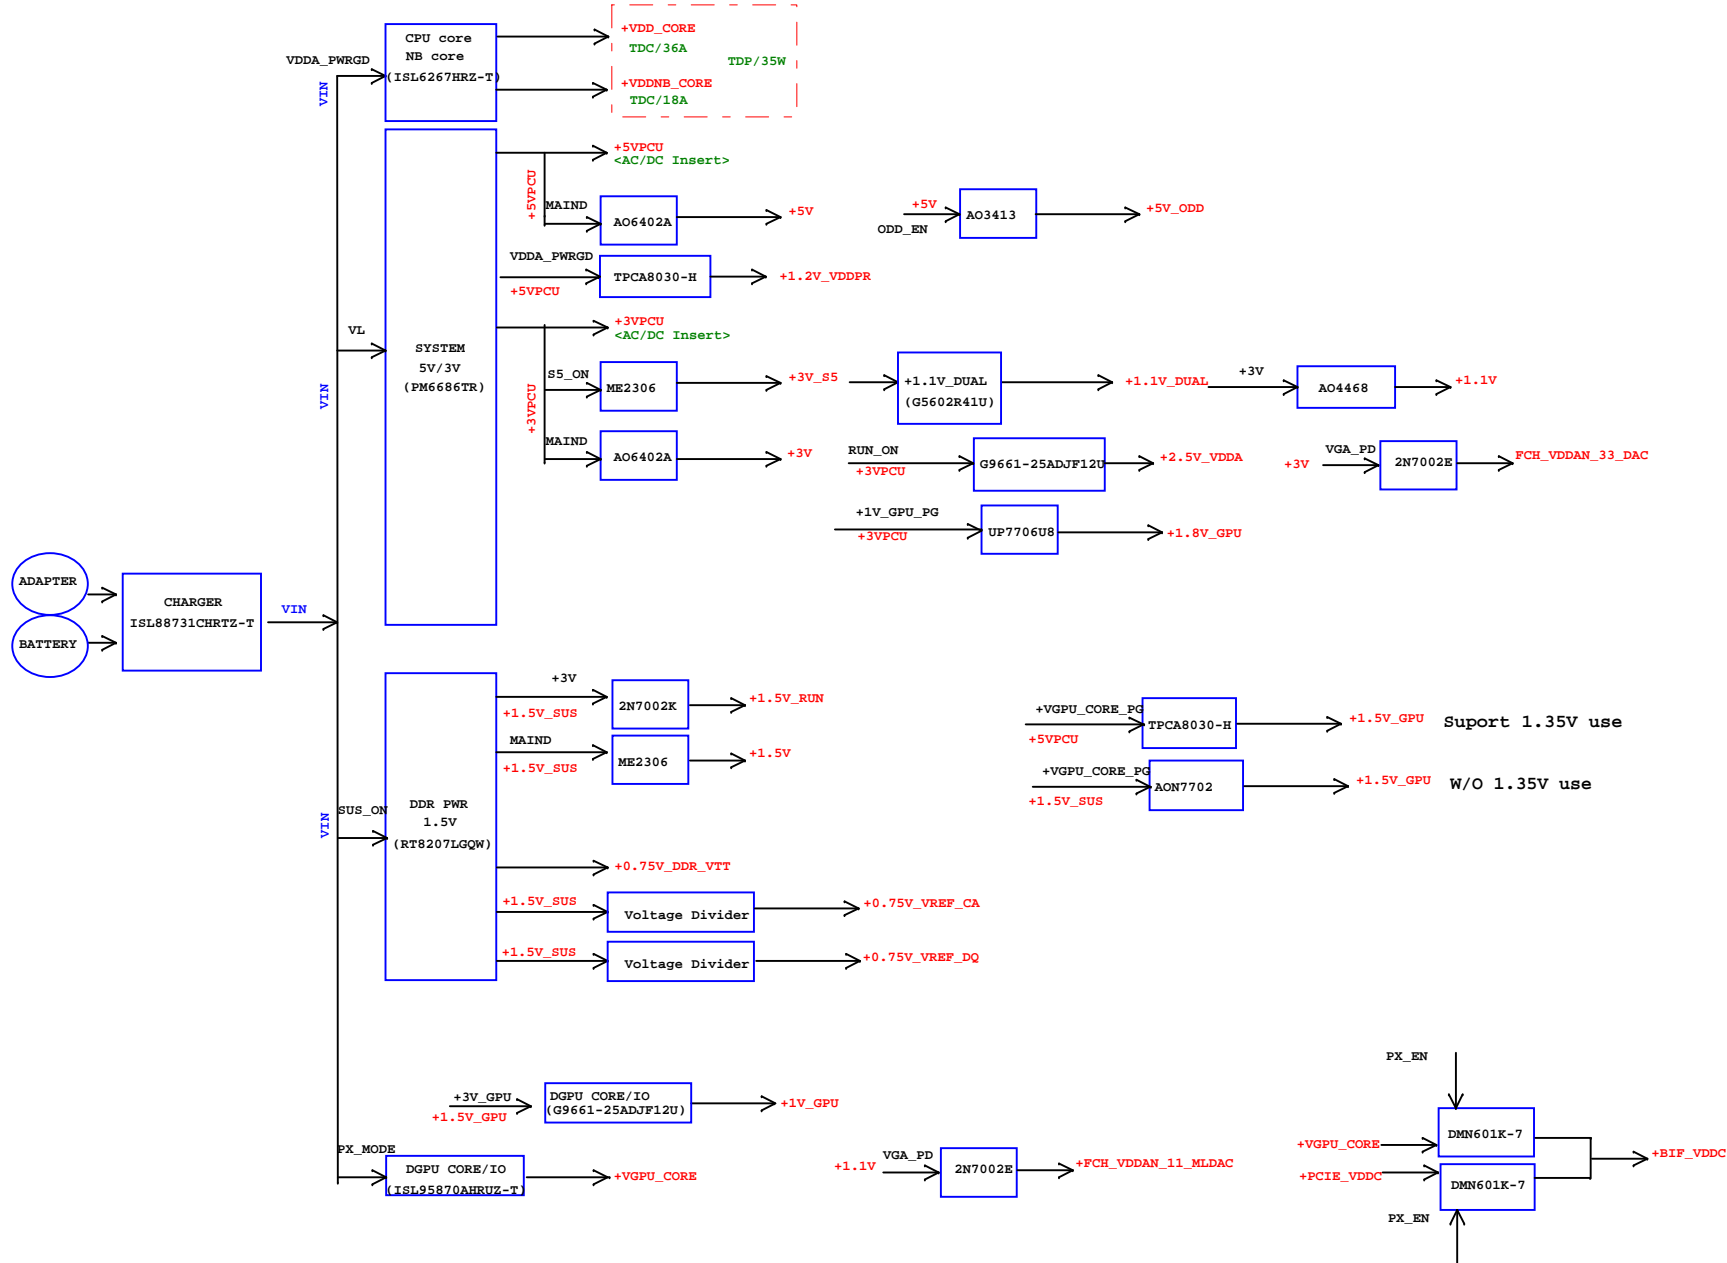 CPU core
NB core
(ISL6267HRZ-T)
VDDA_PWRGD
VIN
+VDD_CORE
TDC/36A
TDP/35W
+VDDNB_CORE
TDC/18A
+5VPCU
<AC/DC Insert>
+5VPCU
MAIND
AO6402A
+5V
+5V
ODD_EN
AO3413
+5V_ODD
VDDA_PWRGD
+5VPCU
TPCA8030-H
+1.2V_VDDPR
+3VPCU
<AC/DC Insert>
VL
SYSTEM
5V/3V
(PM6686TR)
VIN
+3VPCU
S5_ON
ME2306
+3V_S5
+1.1V_DUAL
(G5602R41U)
+1.1V_DUAL
+3V
AO4468
+1.1V
MAIND
AO6402A
+3V
RUN_ON
+3VPCU
G9661-25ADJF12U
+2.5V_VDDA
+3V
VGA_PD
2N7002E
FCH_VDDAN_33_DAC
+1V_GPU_PG
+3VPCU
UP7706U8
+1.8V_GPU
ADAPTER
BATTERY
CHARGER
ISL88731CHRTZ-T
VIN
+3V
+1.5V_SUS
2N7002K
+1.5V_RUN
MAIND
+1.5V_SUS
ME2306
+1.5V
+VGPU_CORE_PG
+5VPCU
TPCA8030-H
+1.5V_GPU
Suport 1.35V use
+VGPU_CORE_PG
+1.5V_SUS
AON7702
+1.5V_GPU
W/O 1.35V use
VIN
SUS_ON
DDR PWR
1.5V
(RT8207LGQW)
+0.75V_DDR_VTT
+1.5V_SUS
Voltage Divider
+0.75V_VREF_CA
+1.5V_SUS
Voltage Divider
+0.75V_VREF_DQ
+3V_GPU
+1.5V_GPU
DGPU CORE/IO
(G9661-25ADJF12U)
+1V_GPU
PX_MODE
DGPU CORE/IO
(ISL95870AHRUZ-T)
+VGPU_CORE
+1.1V
VGA_PD
2N7002E
+FCH_VDDAN_11_MLDAC
PX_EN
+VGPU_CORE
DMN601K-7
+BIF_VDDC
+PCIE_VDDC
DMN601K-7
PX_EN